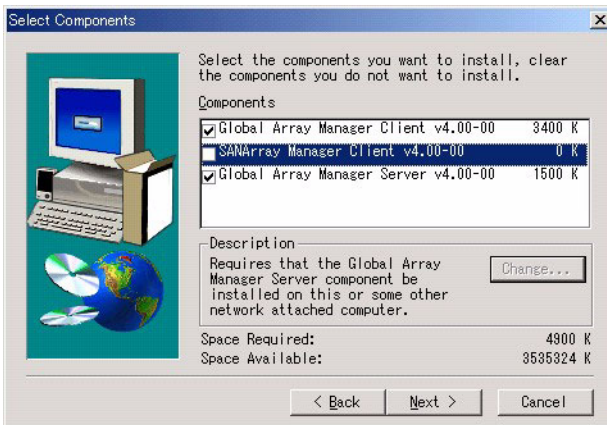 Select Components
Select the components you want to install, clear
the components you do not want to install.
Components
Global Array Manager Client v4.00-00 3400 K
SANArray Manager Client v4.00-00 0 K
Global Array Manager Server v4.00-00 1500 K
Description
Requires that the Global Array
Manager Server component be
installed on this or some other
network attached computer.
Change...
Space Required: 4900 K
Space Available: 3535324 K
< Back Next > Cancel